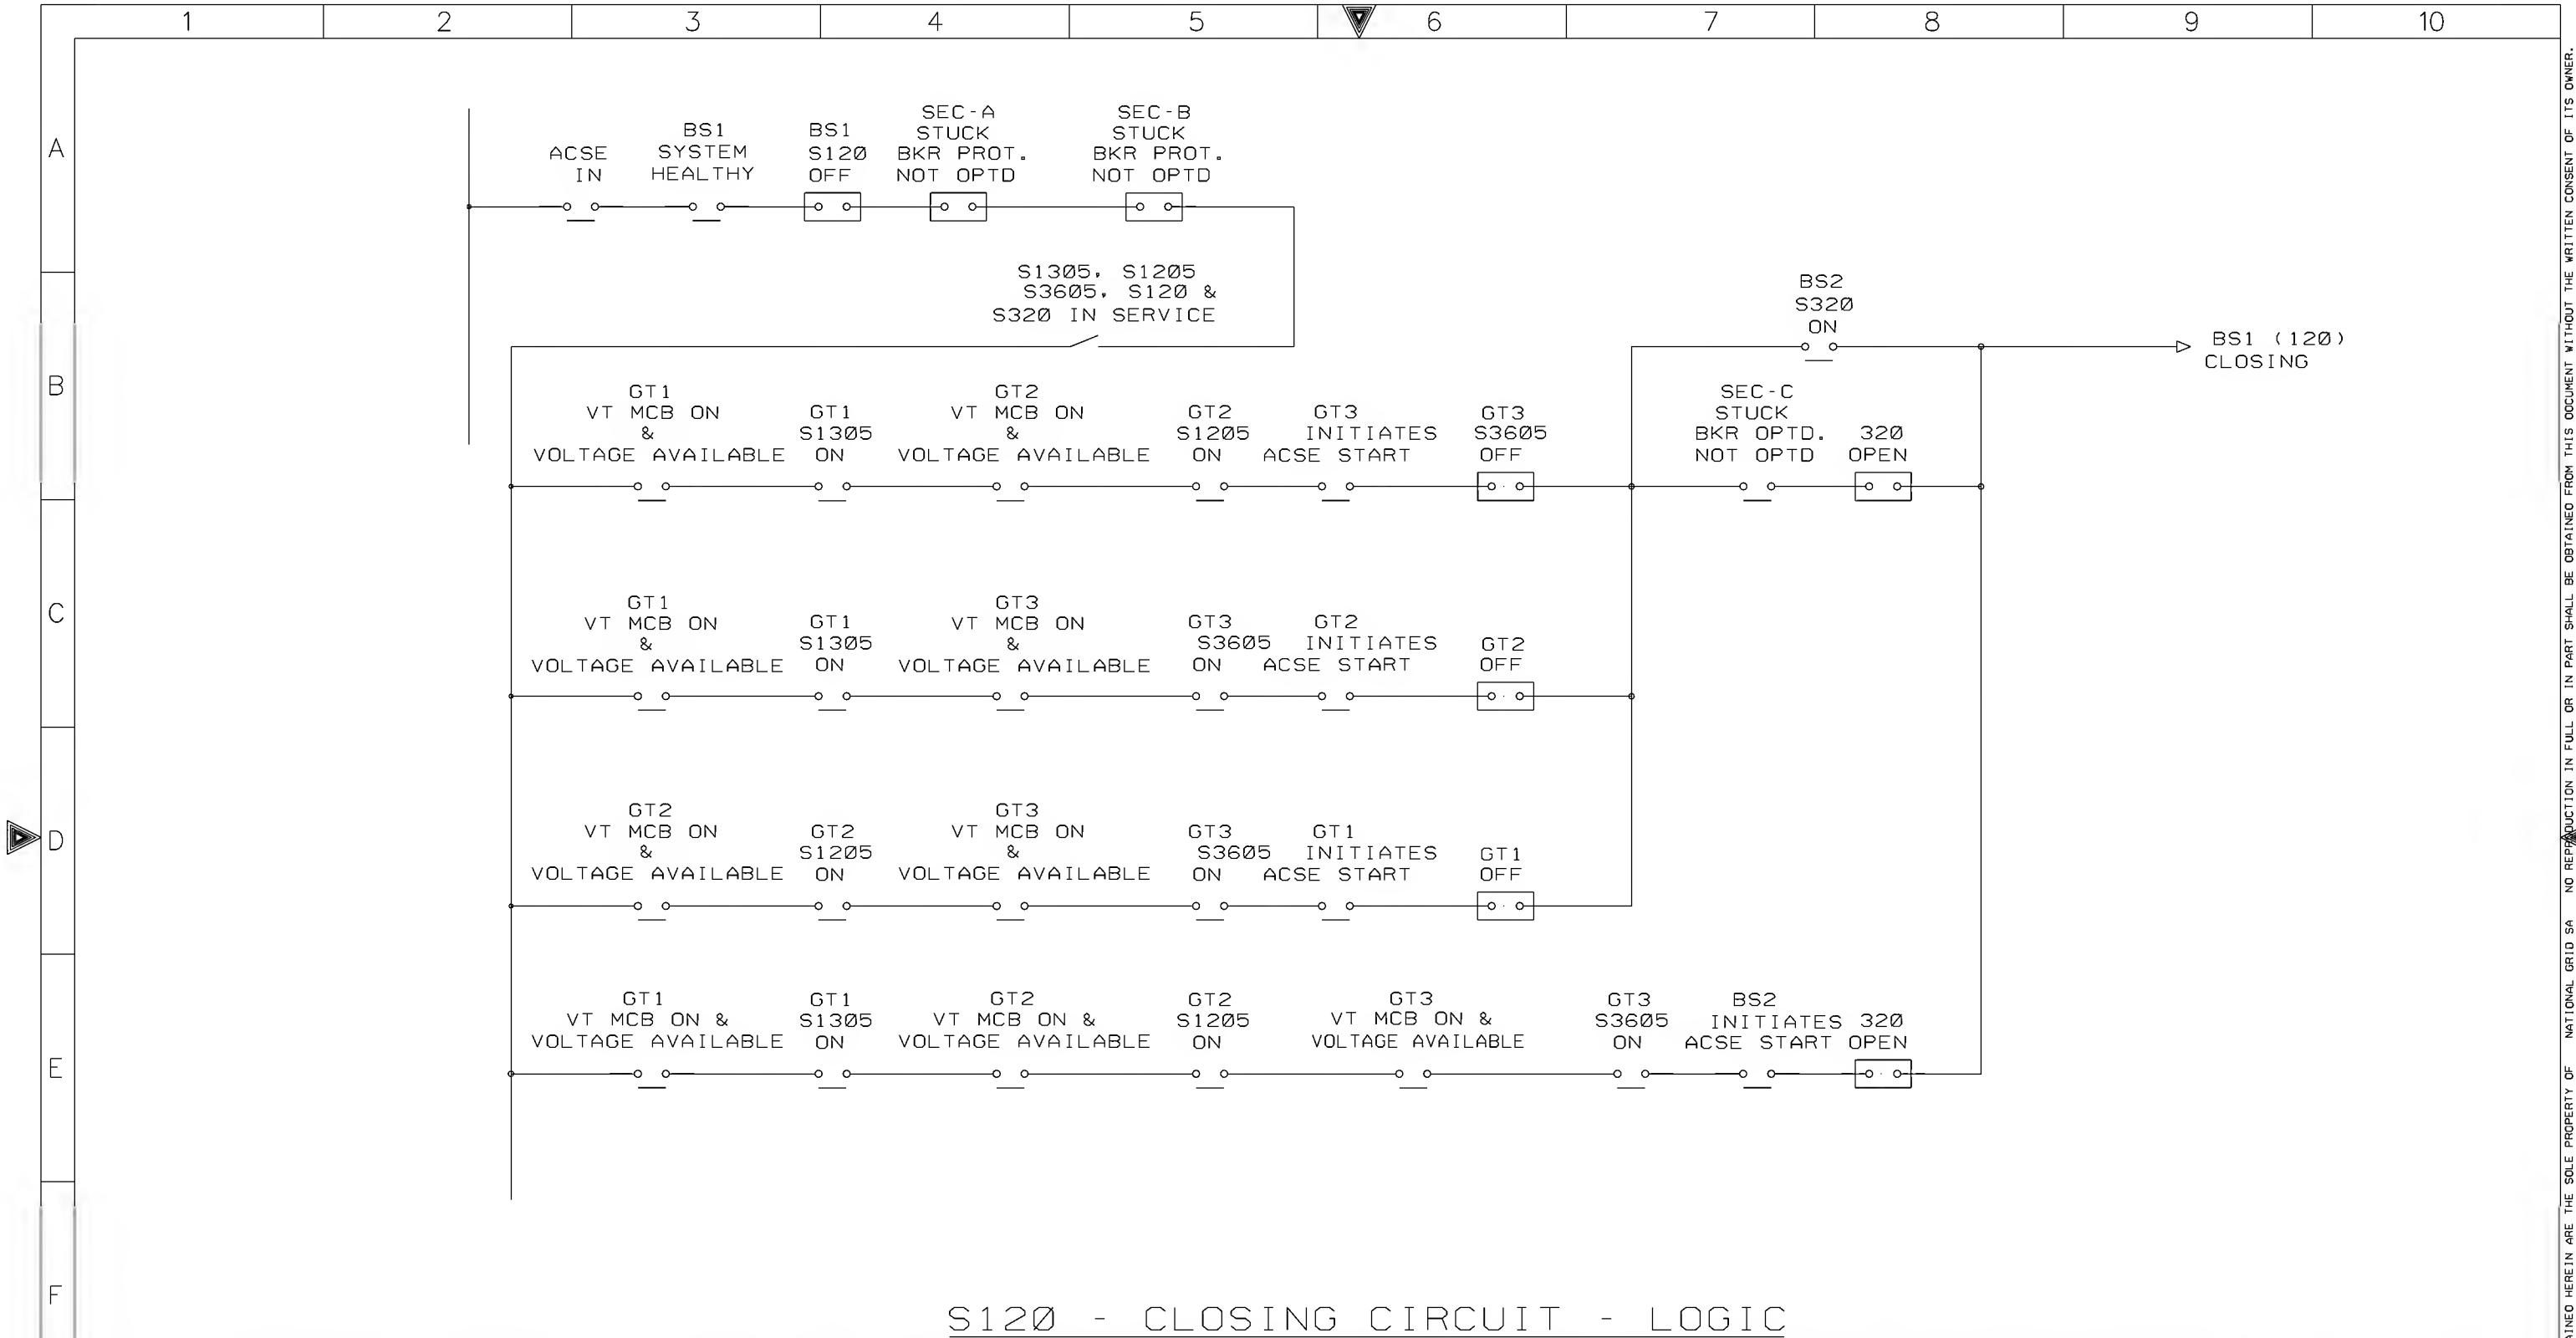 1 2 3 4 5 6 7 8 9 10
A
ACSE
IN
BS1
SYSTEM
HEALTHY
BS1
S120
OFF
SEC-A
STUCK
BKR PROT.
NOT OPTD
SEC-B
STUCK
BKR PROT.
NOT OPTD
S1305, S1205
S3605, S120 &
S320 IN SERVICE
BS2
S320
ON
BS1 (120)
CLOSING
B
GT1
VT MCB ON
&
VOLTAGE AVAILABLE
GT1
S1305
ON
GT2
VT MCB ON
&
VOLTAGE AVAILABLE
GT2
S1205
ON
GT3
INITIATES
ACSE START
GT3
S3605
OFF
SEC-C
STUCK
BKR OPTD.
NOT OPTD
320
OPEN
C
GT1
VT MCB ON
&
VOLTAGE AVAILABLE
GT1
S1305
ON
GT3
VT MCB ON
&
VOLTAGE AVAILABLE
GT3
S3605
ON
GT2
INITIATES
ACSE START
GT2
OFF
D
GT2
VT MCB ON
&
VOLTAGE AVAILABLE
GT2
S1205
ON
GT3
VT MCB ON
&
VOLTAGE AVAILABLE
GT3
S3605
ON
GT1
INITIATES
ACSE START
GT1
OFF
E
GT1
VT MCB ON &
VOLTAGE AVAILABLE
GT1
S1305
ON
GT2
VT MCB ON &
VOLTAGE AVAILABLE
GT2
S1205
ON
GT3
VT MCB ON &
VOLTAGE AVAILABLE
GT3
S3605
ON
BS2
INITIATES
ACSE START
320
OPEN
F
S120 - CLOSING CIRCUIT - LOGIC
HEREIN ARE THE SOLE PROPERTY OF NATIONAL GRID SA NO REPRODUCTION IN FULL OR IN PART SHALL BE OBTAINED FROM THIS DOCUMENT WITHOUT THE WRITTEN CONSENT OF ITS OWNER.